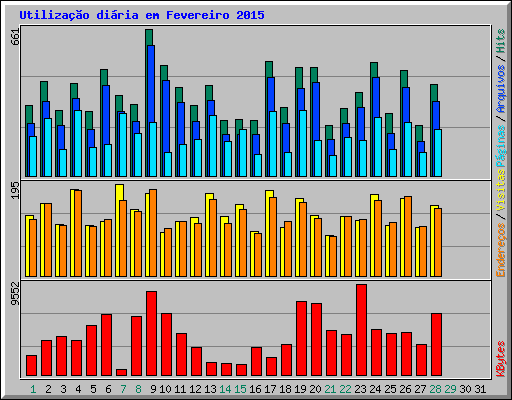 Utilização diária em Fevereiro 2015
661
195
9552
Endereços / Visitas Páginas / Arquivos / Hits
KBytes
1 2 3 4 5 6 7 8 9 10 11 12 13 14 15 16 17 18 19 20 21 22 23 24 25 26 27 28 29 30 31